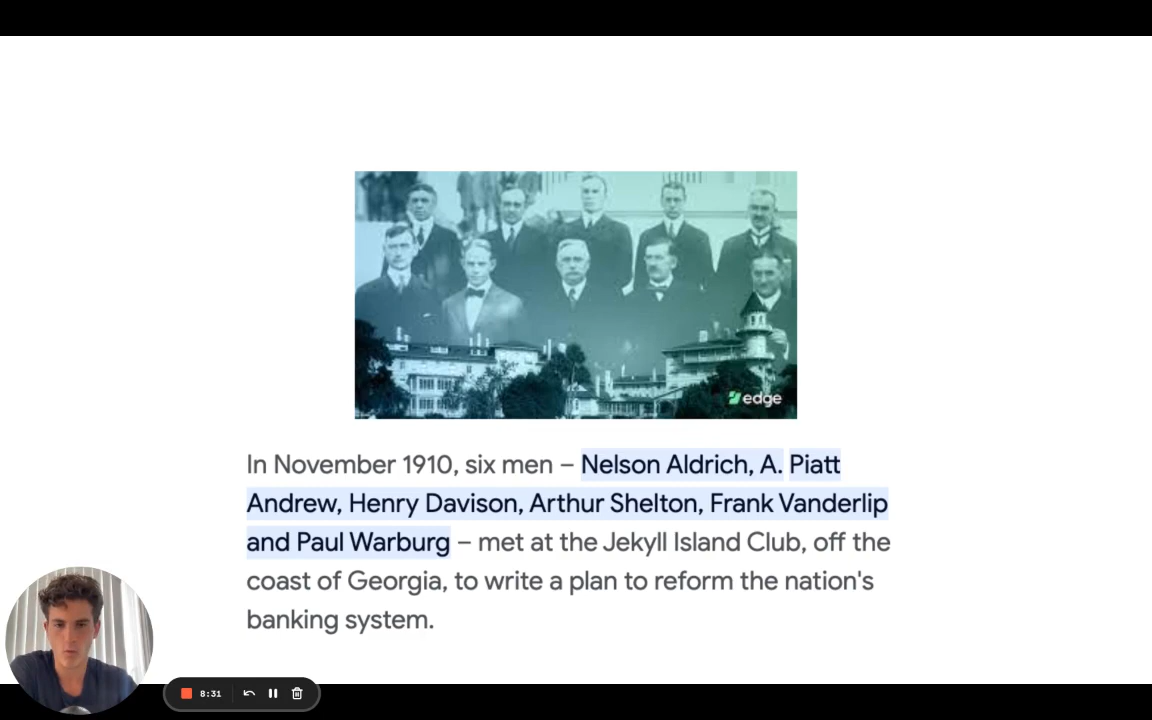 edge
In November 1910, six men – Nelson Aldrich, A. Piatt
Andrew, Henry Davison, Arthur Shelton, Frank Vanderlip
and Paul Warburg – met at the Jekyll Island Club, off the
coast of Georgia, to write a plan to reform the nation's
banking system.
8:31